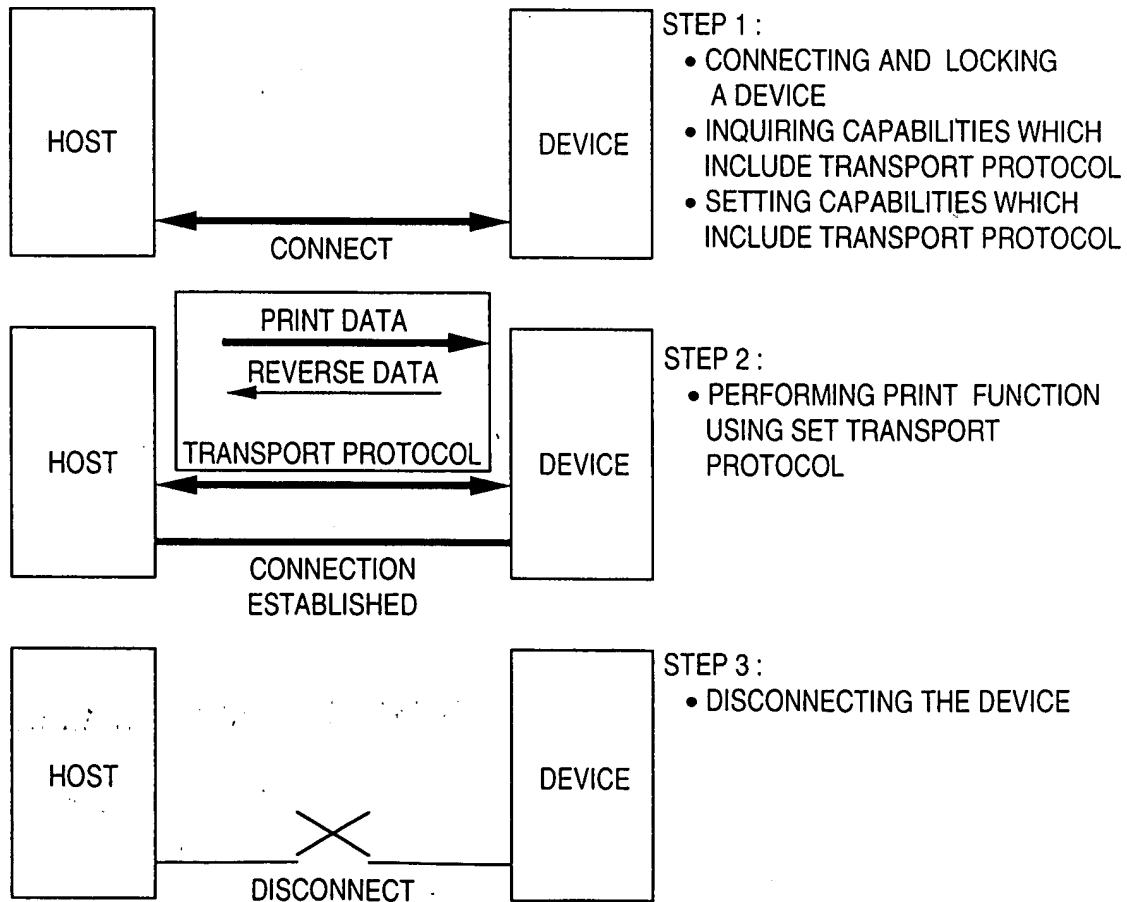 STEP 1 :
• CONNECTING AND LOCKING
A DEVICE
• INQUIRING CAPABILITIES WHICH
INCLUDE TRANSPORT PROTOCOL
• SETTING CAPABILITIES WHICH
INCLUDE TRANSPORT PROTOCOL
HOST
DEVICE
CONNECT
PRINT DATA
REVERSE DATA
TRANSPORT PROTOCOL
HOST
DEVICE
CONNECTION
ESTABLISHED
STEP 2 :
• PERFORMING PRINT FUNCTION
USING SET TRANSPORT
PROTOCOL
HOST
DEVICE
DISCONNECT
STEP 3 :
• DISCONNECTING THE DEVICE